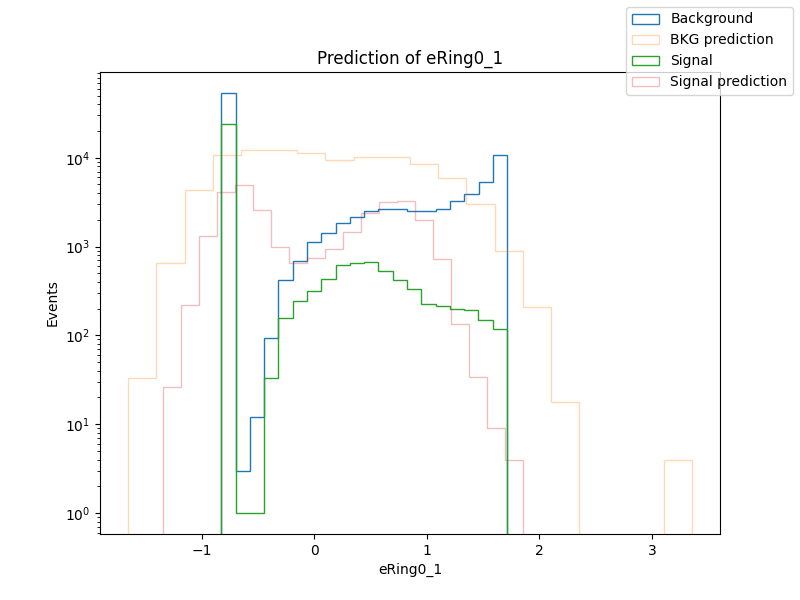 Prediction of eRing0_1
Background
BKG prediction
Signal
Signal prediction
Events
10⁴
10³
10²
10¹
10⁰
−1
0
1
2
3
eRing0_1